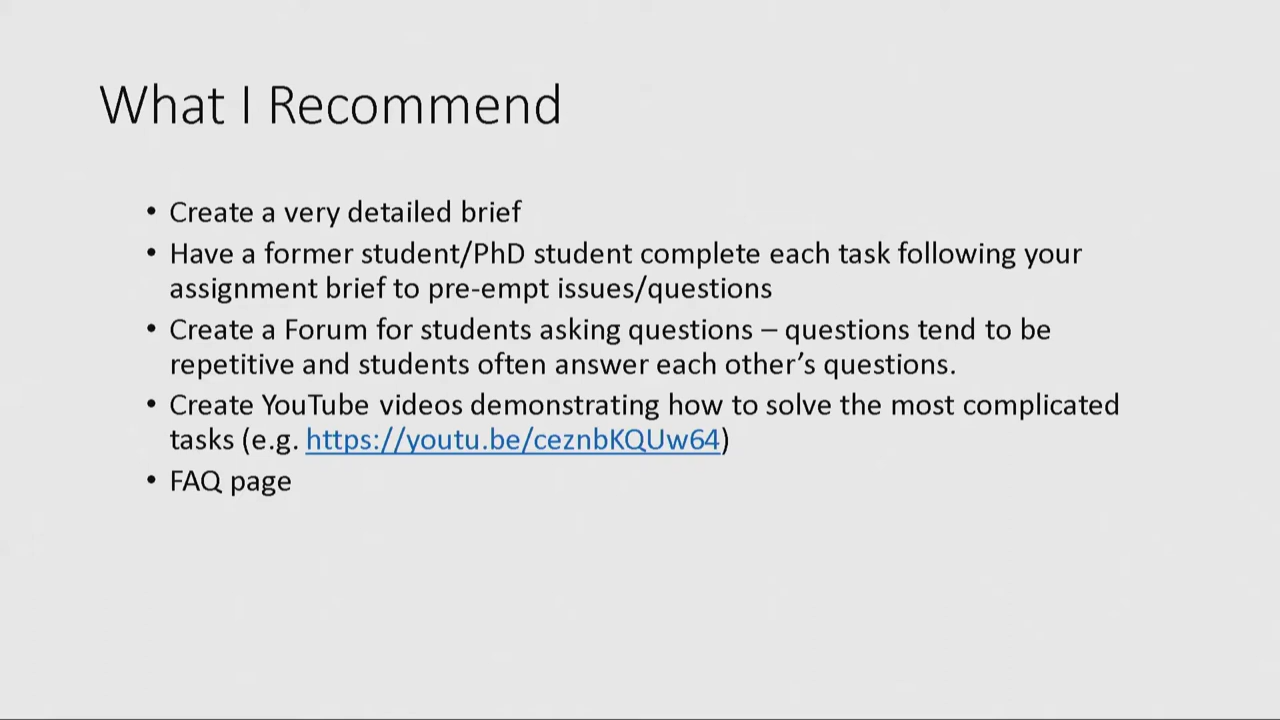 What I Recommend
• Create a very detailed brief
• Have a former student/PhD student complete each task following your
assignment brief to pre-empt issues/questions
• Create a Forum for students asking questions – questions tend to be
repetitive and students often answer each other’s questions.
• Create YouTube videos demonstrating how to solve the most complicated
tasks (e.g. https://youtu.be/ceznbKQUw64)
• FAQ page